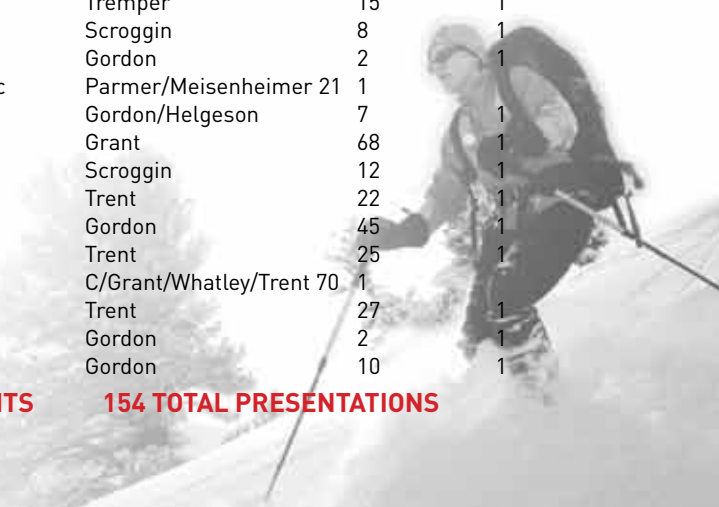 Tremper 15 1
Scroggin 8 1
Gordon 2 1
c Parmer/Meisenheimer 21 1
Gordon/Helgeson 7 1
Grant 68 1
Scroggin 12 1
Trent 22 1
Gordon 45 1
Trent 25 1
C/Grant/Whatley/Trent 70 1
Trent 27 1
Gordon 2 1
Gordon 10 1
NTS 154 TOTAL PRESENTATIONS